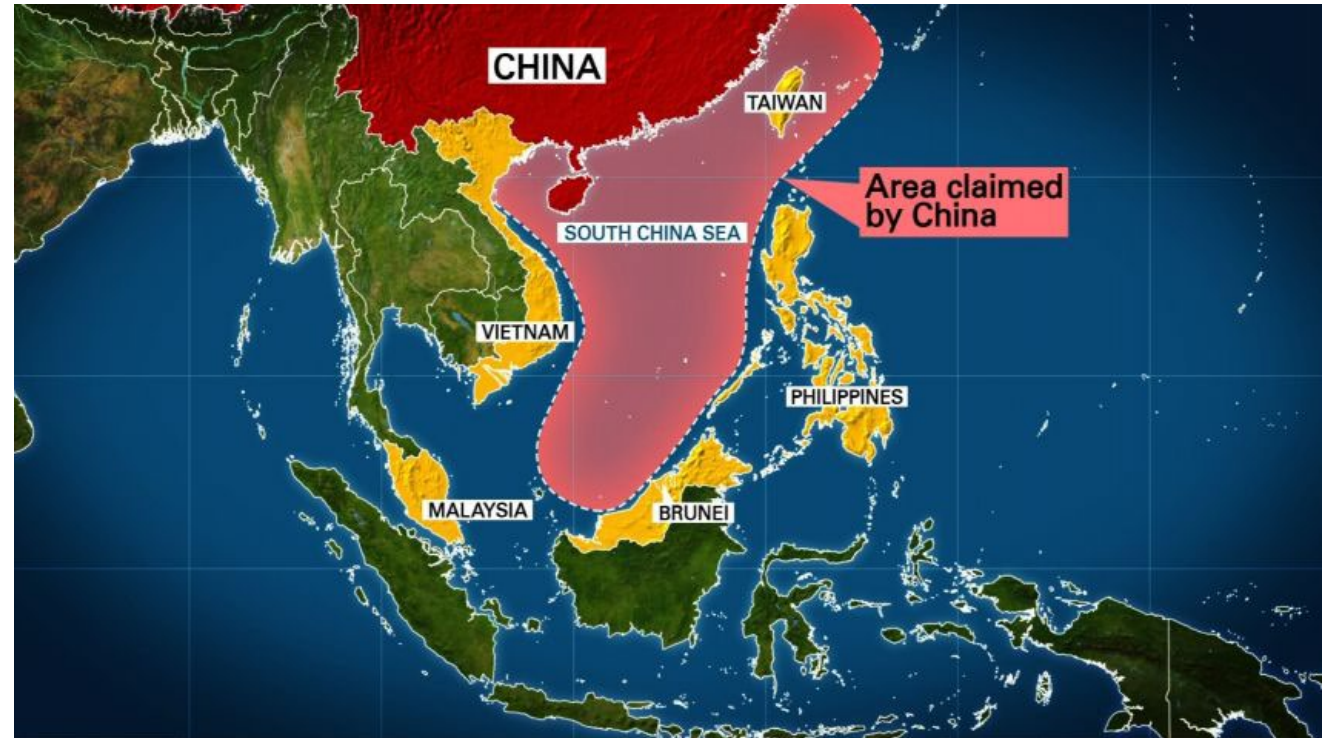 CHINA
TAIWAN
Area claimed
by China
SOUTH CHINA SEA
VIETNAM
PHILIPPINES
MALAYSIA
BRUNEI